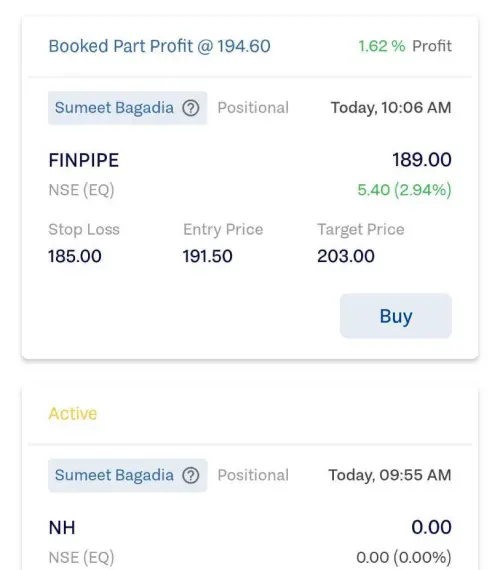 Booked Part Profit @ 194.60 1.62 % Profit
Sumeet Bagadia ? Positional Today, 10:06 AM
FINPIPE 189.00
NSE (EQ) 5.40 (2.94%)
Stop Loss Entry Price Target Price
185.00 191.50 203.00
Buy
Active
Sumeet Bagadia ? Positional Today, 09:55 AM
NH 0.00
NSE (EQ) 0.00 (0.00%)